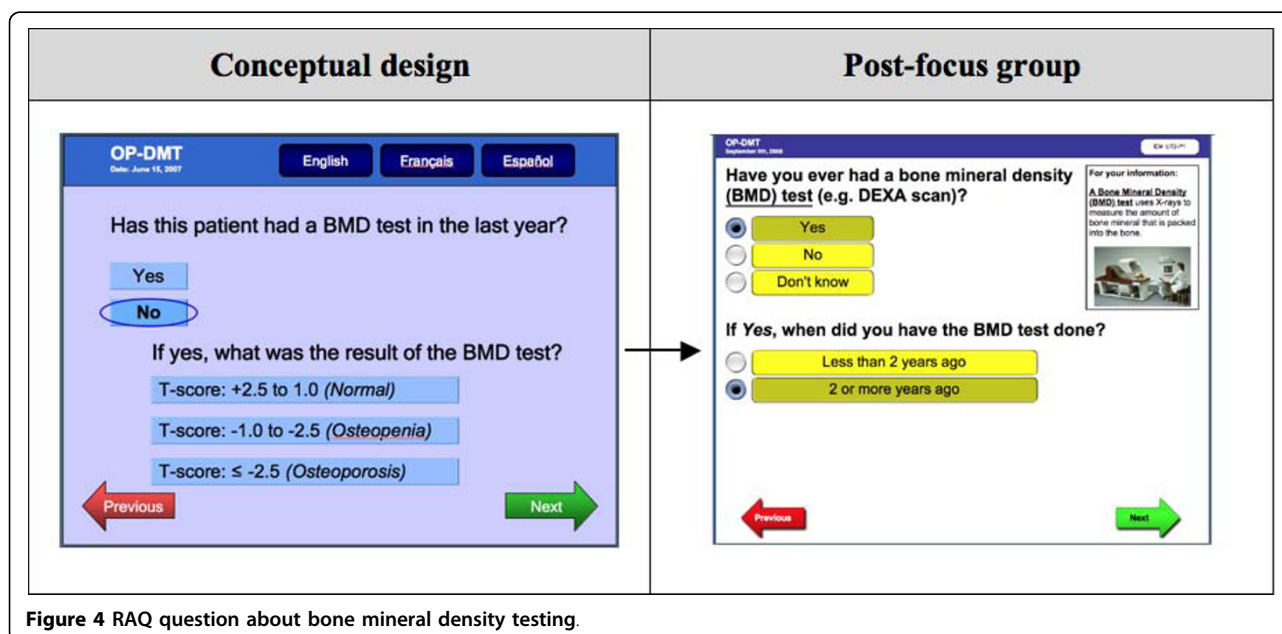 Conceptual design
Post-focus group
OP-DMT
Date: June 15, 2007
English
Français
Español
Has this patient had a BMD test in the last year?
Yes
No
If yes, what was the result of the BMD test?
T-score: +2.5 to 1.0 (Normal)
T-score: -1.0 to -2.5 (Osteopenia)
T-score: ≤ -2.5 (Osteoporosis)
Previous
Next
OP-DMT
September 9th, 2008
Have you ever had a bone mineral density
(BMD) test (e.g. DEXA scan)?
Yes
No
Don't know
For your information:
A Bone Mineral Density
(BMD) test uses X-rays to
measure the amount of
bone mineral that is packed
into the bone.
If Yes, when did you have the BMD test done?
Less than 2 years ago
2 or more years ago
Previous
Next
Figure 4 RAQ question about bone mineral density testing.